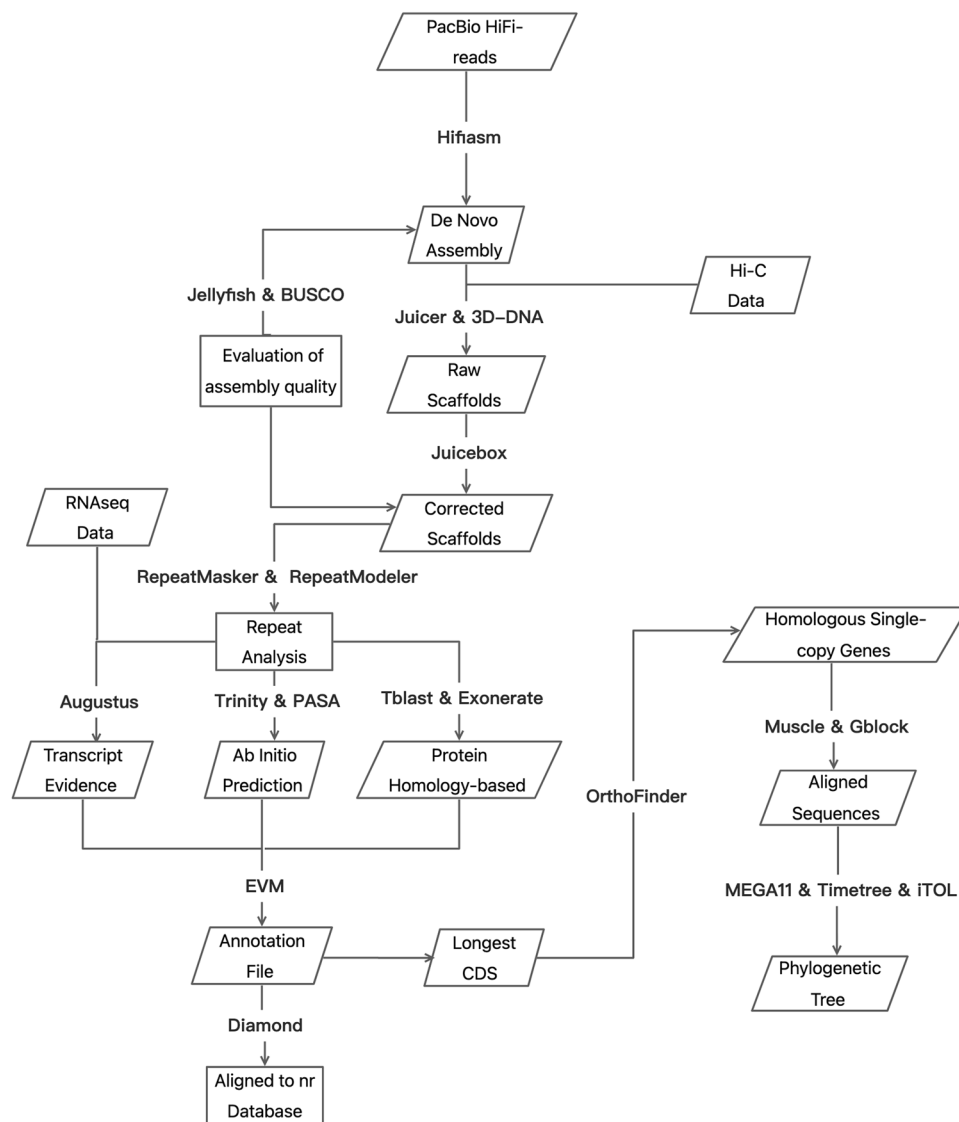 PacBio HiFi-
reads
Hifiasm
De Novo
Assembly
Hi-C
Data
Jellyfish & BUSCO
Juicer & 3D-DNA
Evaluation of
assembly quality
Raw
Scaffolds
Juicebox
RNAseq
Data
Corrected
Scaffolds
RepeatMasker & RepeatModeler
Repeat
Analysis
Homologous Single-
copy Genes
Augustus
Trinity & PASA
Tblast & Exonerate
Muscle & Gblock
Transcript
Evidence
Ab Initio
Prediction
Protein
Homology-based
OrthoFinder
Aligned
Sequences
EVM
MEGA11 & Timetree & iTOL
Annotation
File
Longest
CDS
Phylogenetic
Tree
Diamond
Aligned to nr
Database